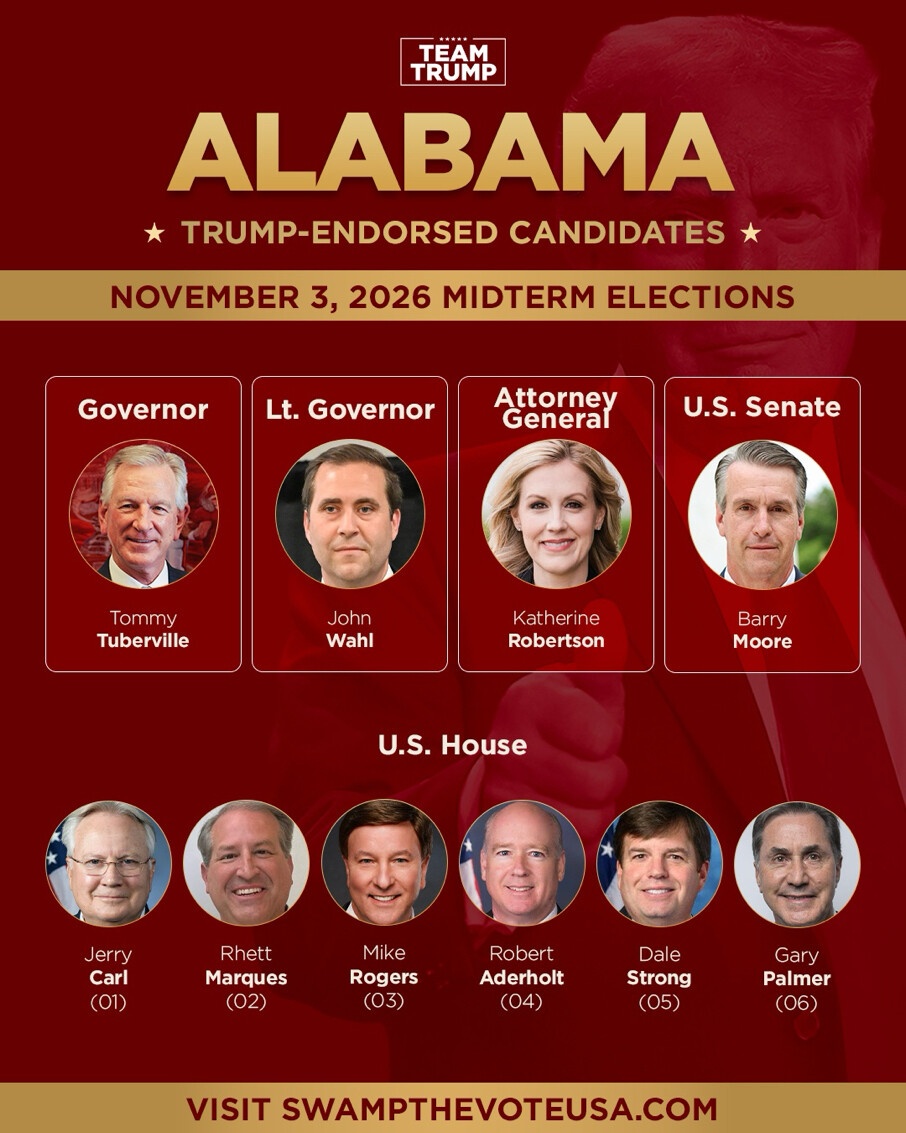 TEAM
TRUMP
ALABAMA
TRUMP-ENDORSED CANDIDATES
NOVEMBER 3, 2026 MIDTERM ELECTIONS
Governor
Tommy
Tuberville
Lt. Governor
John
Wahl
Attorney
General
Katherine
Robertson
U.S. Senate
Barry
Moore
U.S. House
Jerry
Carl
(01)
Rhett
Marques
(02)
Mike
Rogers
(03)
Robert
Aderholt
(04)
Dale
Strong
(05)
Gary
Palmer
(06)
VISIT SWAMPTHEVOTEUSA.COM